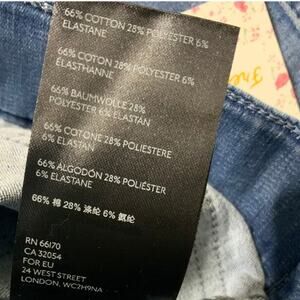 66% COTTON 28% POLYESTER 6%
ELASTANE
66% COTON 28% POLYESTER 6%
ÉLASTHANNE
66% BAUMWOLLE 28%
POLYESTER 6% ELASTAN
66% COTONE 28% POLIESTERE
6% ELASTAN
66% ALGODÓN 28% POLIÉSTER
6% ELASTANE
66% 棉 28% 涤纶 6% 氨纶
RN 66170
CA 32054
FOR EU
24 WEST STREET
LONDON, WC2H9NA